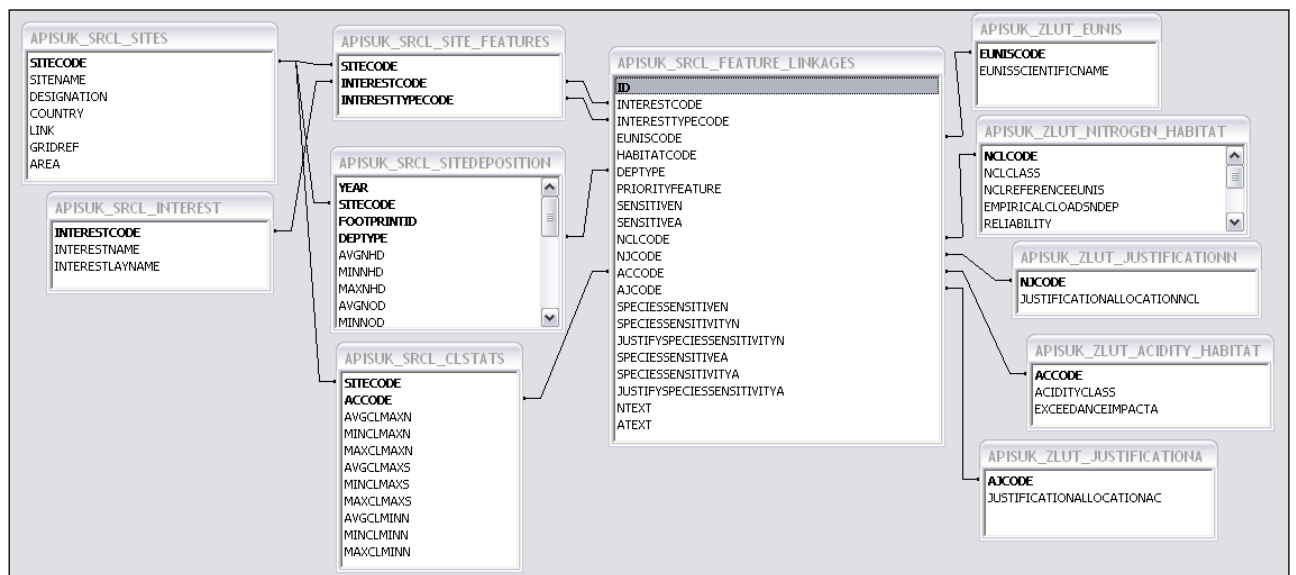 APISUK_SRCL_SITES
SITECODE
SITENAME
DESIGNATION
COUNTRY
LINK
GRIDREF
AREA
APISUK_SRCL_INTEREST
INTERESTCODE
INTERESTNAME
INTERESTLAYNAME
APISUK_SRCL_SITE_FEATURES
SITECODE
INTERESTCODE
INTERESTTYPECODE
APISUK_SRCL_SITEDEPOSITION
YEAR
SITECODE
FOOTPRINTID
DEPTYPE
AVGNHD
MINNHD
MAXNHD
AVGNOD
MINNOD
APISUK_SRCL_CLSTATS
SITECODE
ACCODE
AVGCLMAXN
MINCLMAXN
MAXCLMAXN
AVGCLMAXS
MINCLMAXS
MAXCLMAXS
AVGCLMINN
MINCLMINN
MAXCLMINN
APISUK_SRCL_FEATURE_LINKAGES
ID
INTERESTCODE
INTERESTTYPECODE
EUNISCODE
HABITATCODE
DEPTYPE
PRIORITYFEATURE
SENSITIVEN
SENSITIVEA
NCLCODE
NJCODE
ACCODE
AJCODE
SPECIESSENSITIVEN
SPECIESSENSITIVITYN
JUSTIFYSPECIESSENSITIVITYN
SPECIESSENSITIVEA
SPECIESSENSITIVITYA
JUSTIFYSPECIESSENSITIVITYA
NTEXT
ATEXT
APISUK_ZLUT_EUNIS
EUNISCODE
EUNISSCIENTIFICNAME
APISUK_ZLUT_NITROGEN_HABITAT
NCLCODE
NCLCLASS
NCLREFERENCEEUNIS
EMPIRICALCLOADSNDEP
RELIABILITY
APISUK_ZLUT_JUSTIFICATIONN
NJCODE
JUSTIFICATIONALLOCATIONNCL
APISUK_ZLUT_ACIDITY_HABITAT
ACCODE
ACIDITYCLASS
EXCEEDANCEIMPACTA
APISUK_ZLUT_JUSTIFICATIONA
AJCODE
JUSTIFICATIONALLOCATIONAC